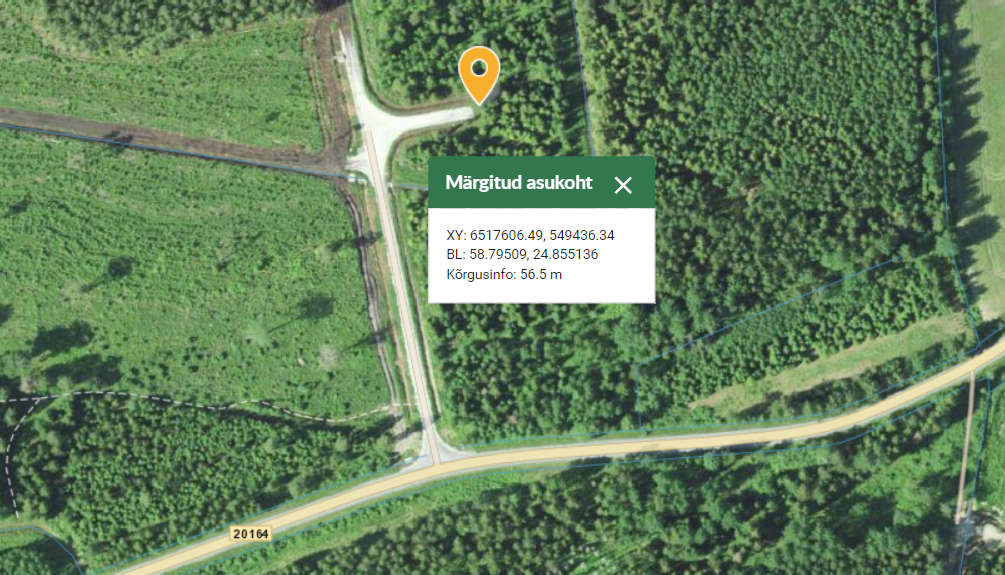 Märgitud asukoht
XY: 6517606.49, 549436.34
BL: 58.79509, 24.855136
Kõrgusinfo: 56.5 m
20164